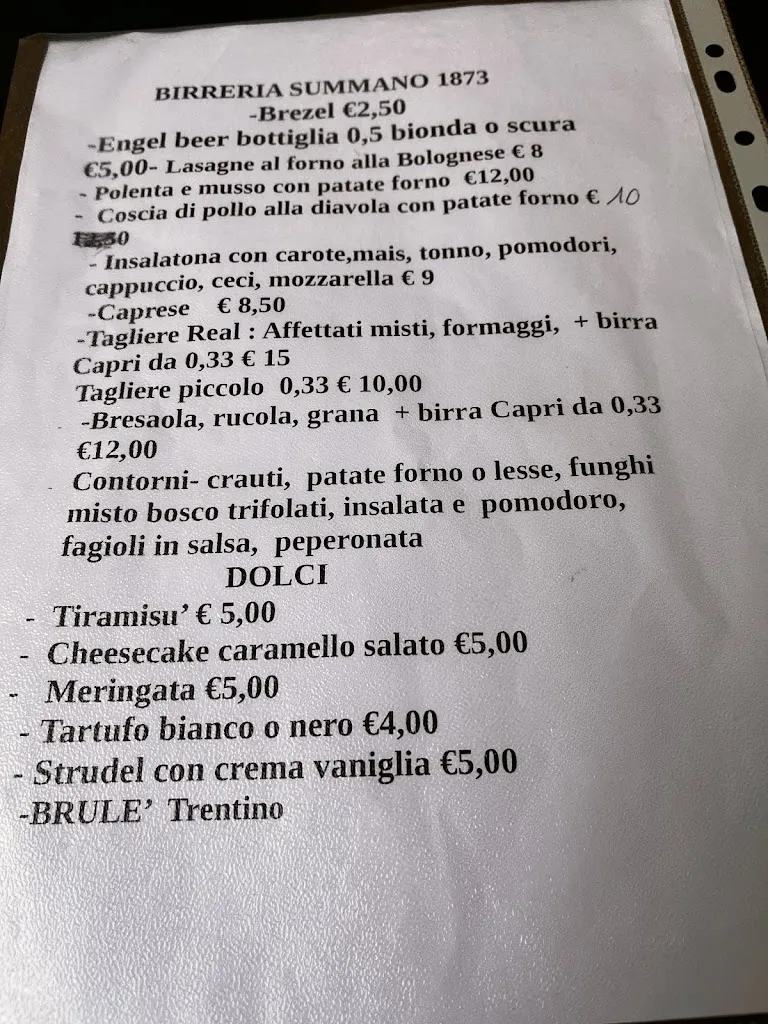 BIRRERIA SUMMANO 1873
-Brezel €2,50
-Engel beer bottiglia 0,5 bionda o scura
€5,00- Lasagne al forno alla Bolognese € 8
- Polenta e musso con patate forno €12,00
- Coscia di pollo alla diavola con patate forno € 10
- Insalatona con carote,mais, tonno, pomodori,
cappuccio, ceci, mozzarella € 9
-Caprese € 8,50
-Tagliere Real : Affettati misti, formaggi, + birra
Capri da 0,33 € 15
Tagliere piccolo 0,33 € 10,00
-Bresaola, rucola, grana + birra Capri da 0,33
€12,00
Contorni- crauti, patate forno o lesse, funghi
misto bosco trifolati, insalata e pomodoro,
fagioli in salsa, peperonata
DOLCI
- Tiramisu’ € 5,00
- Cheesecake caramello salato €5,00
- Meringata €5,00
- Tartufo bianco o nero €4,00
- Strudel con crema vaniglia €5,00
-BRULE’ Trentino